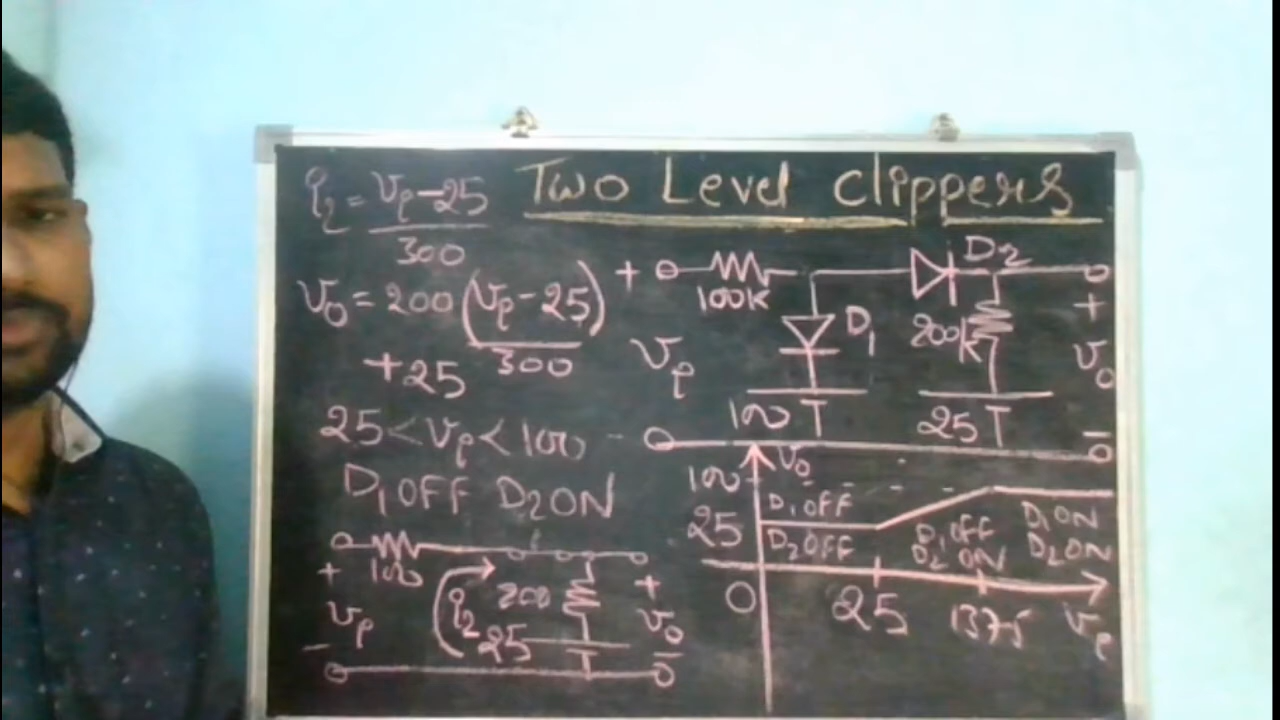 Two Level Clippers
i₂ = vᵢ-25
300
v₀ = 200 (vᵢ-25)
300
+25
25 < vᵢ < 100
D₁ OFF D₂ ON
+ 100 200 +
vᵢ i₂ v₀
- 25 -
+ D2
100K D₁ 200K +
vᵢ v₀
100 25 -
v₀
100
25 D₁ OFF D₁ OFF D₁ ON
D₂ OFF D₂ ON D₂ ON
0 25 137.5 vᵢ